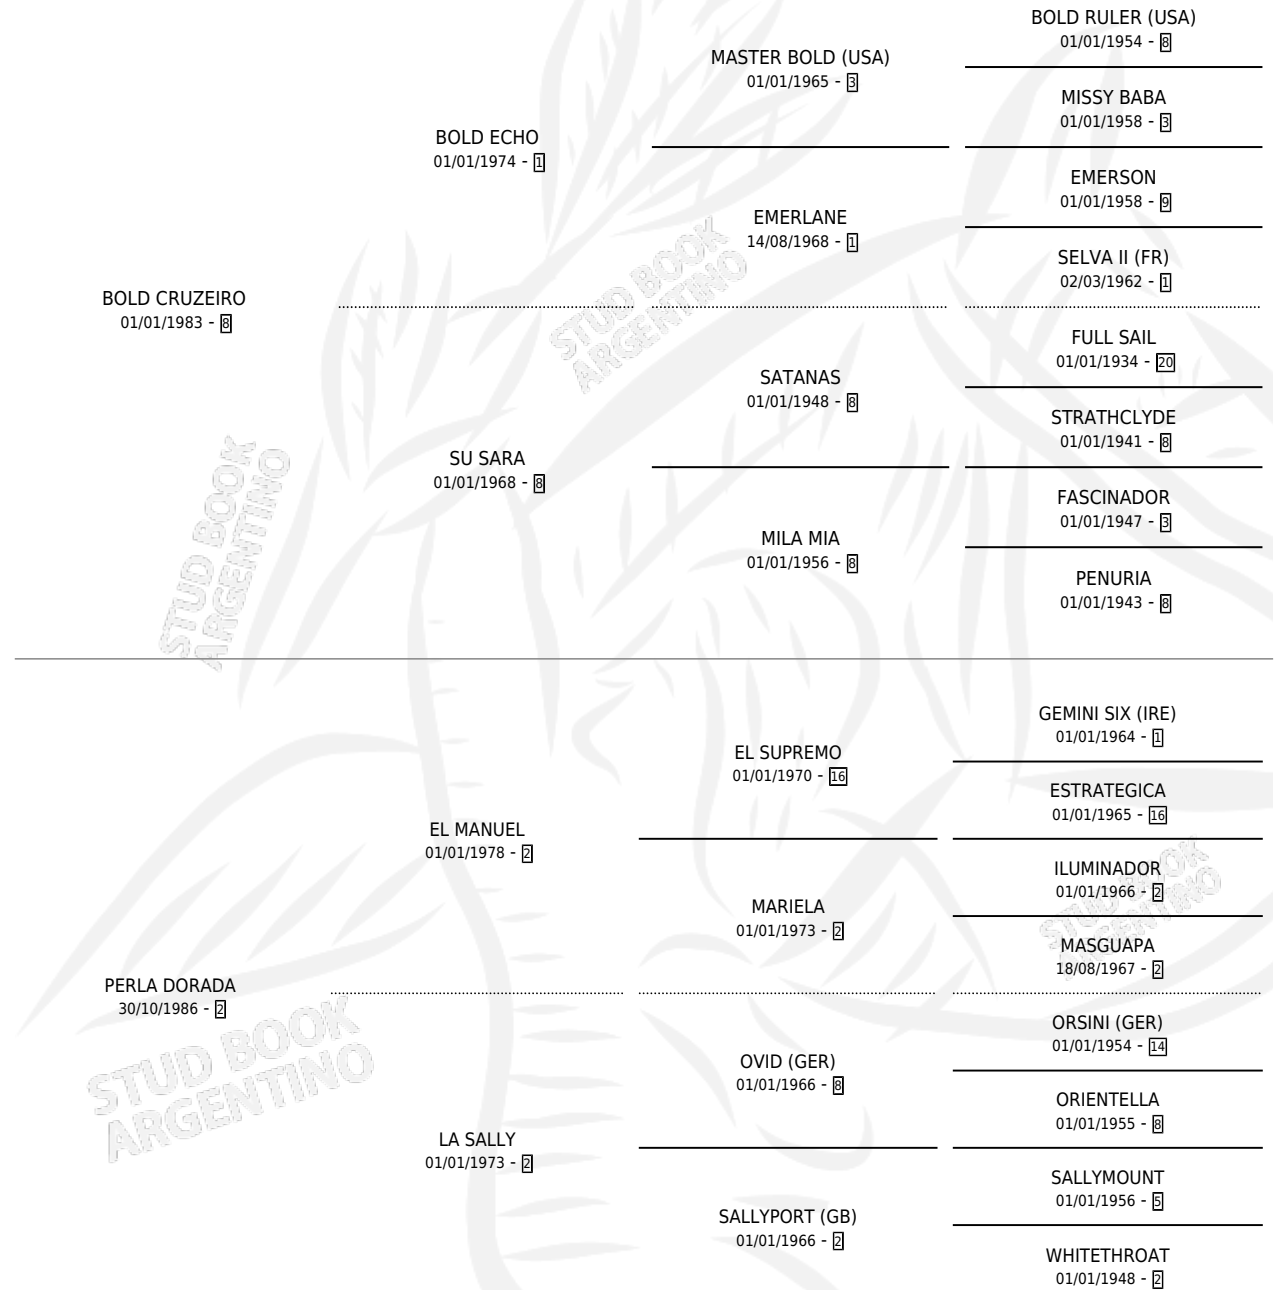 BOLD RULER (USA)
01/01/1954 - 8
MASTER BOLD (USA)
01/01/1965 - 3
MISSY BABA
01/01/1958 - 3
BOLD ECHO
01/01/1974 - 1
EMERSON
01/01/1958 - 9
EMERLANE
14/08/1968 - 1
SELVA II (FR)
02/03/1962 - 1
BOLD CRUZEIRO
01/01/1983 - 8
FULL SAIL
01/01/1934 - 20
SATANAS
01/01/1948 - 8
STRATHCLYDE
01/01/1941 - 8
SU SARA
01/01/1968 - 8
FASCINADOR
01/01/1947 - 3
MILA MIA
01/01/1956 - 8
PENURIA
01/01/1943 - 8
GEMINI SIX (IRE)
01/01/1964 - 1
EL SUPREMO
01/01/1970 - 16
ESTRATEGICA
01/01/1965 - 16
EL MANUEL
01/01/1978 - 2
ILUMINADOR
01/01/1966 - 2
MARIELA
01/01/1973 - 2
MASGUAPA
18/08/1967 - 2
PERLA DORADA
30/10/1986 - 2
ORSINI (GER)
01/01/1954 - 14
OVID (GER)
01/01/1966 - 8
ORIENTELLA
01/01/1955 - 8
LA SALLY
01/01/1973 - 2
SALLYMOUNT
01/01/1956 - 5
SALLYPORT (GB)
01/01/1966 - 2
WHITETHROAT
01/01/1948 - 2
STUD BOOK
ARGENTINO
STUD BOOK
ARGENTINO
STUD BOOK
ARGENTINO
STUD BOOK
ARGENTINO